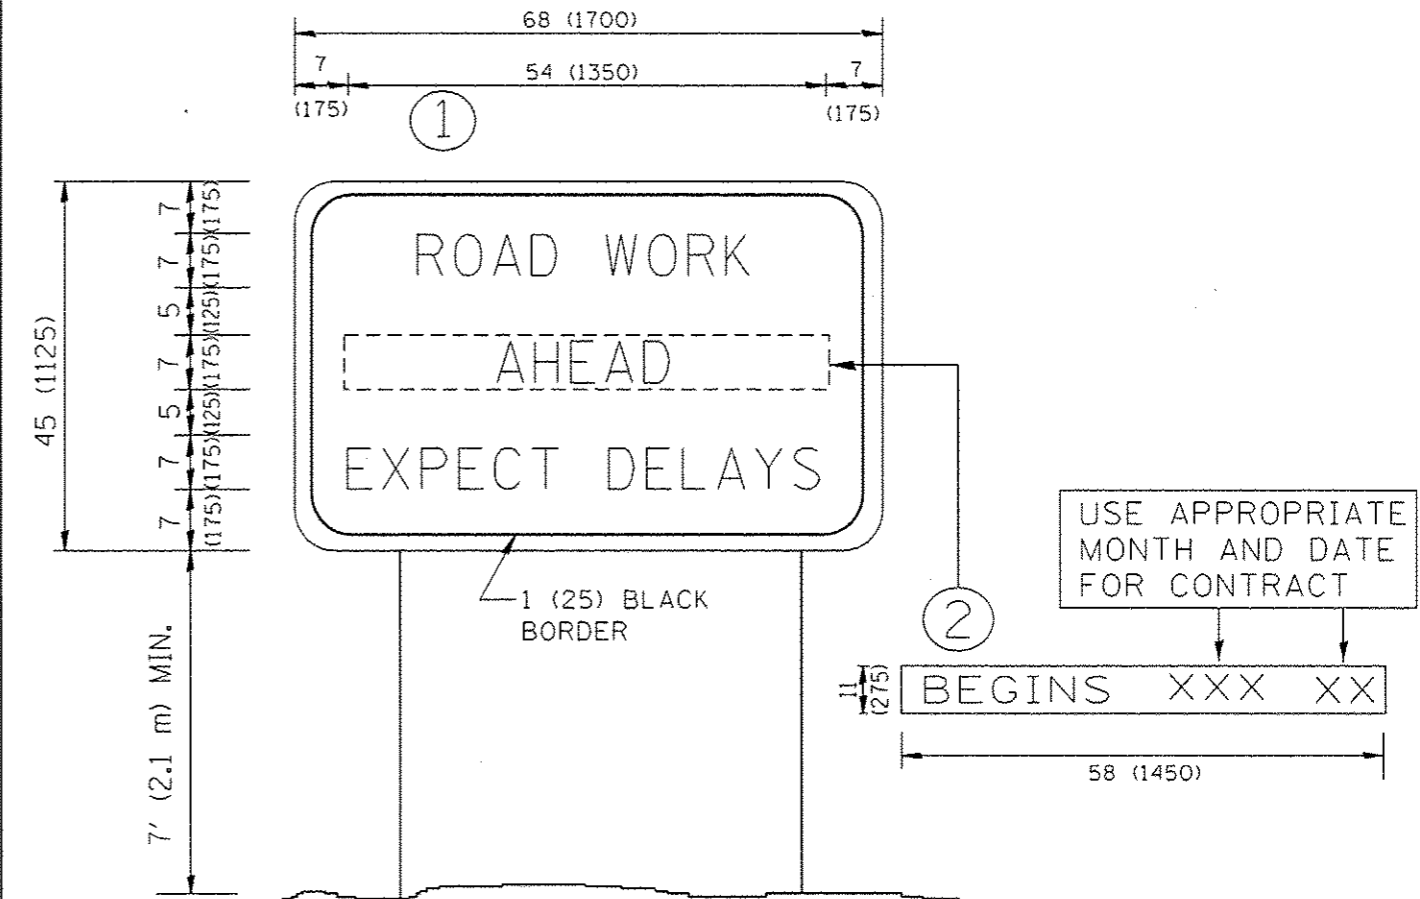 68 (1700)
7
54 (1350)
7
(175)
(175)
1
45 (1125)
7 (175)
7 (175)
5 (125)
7 (175)
5 (125)
7 (175)
7 (175)
ROAD WORK
AHEAD
EXPECT DELAYS
1 (25) BLACK
BORDER
7' (2.1 m) MIN.
USE APPROPRIATE
MONTH AND DATE
FOR CONTRACT
2
11
(275)
BEGINS XXX XX
58 (1450)